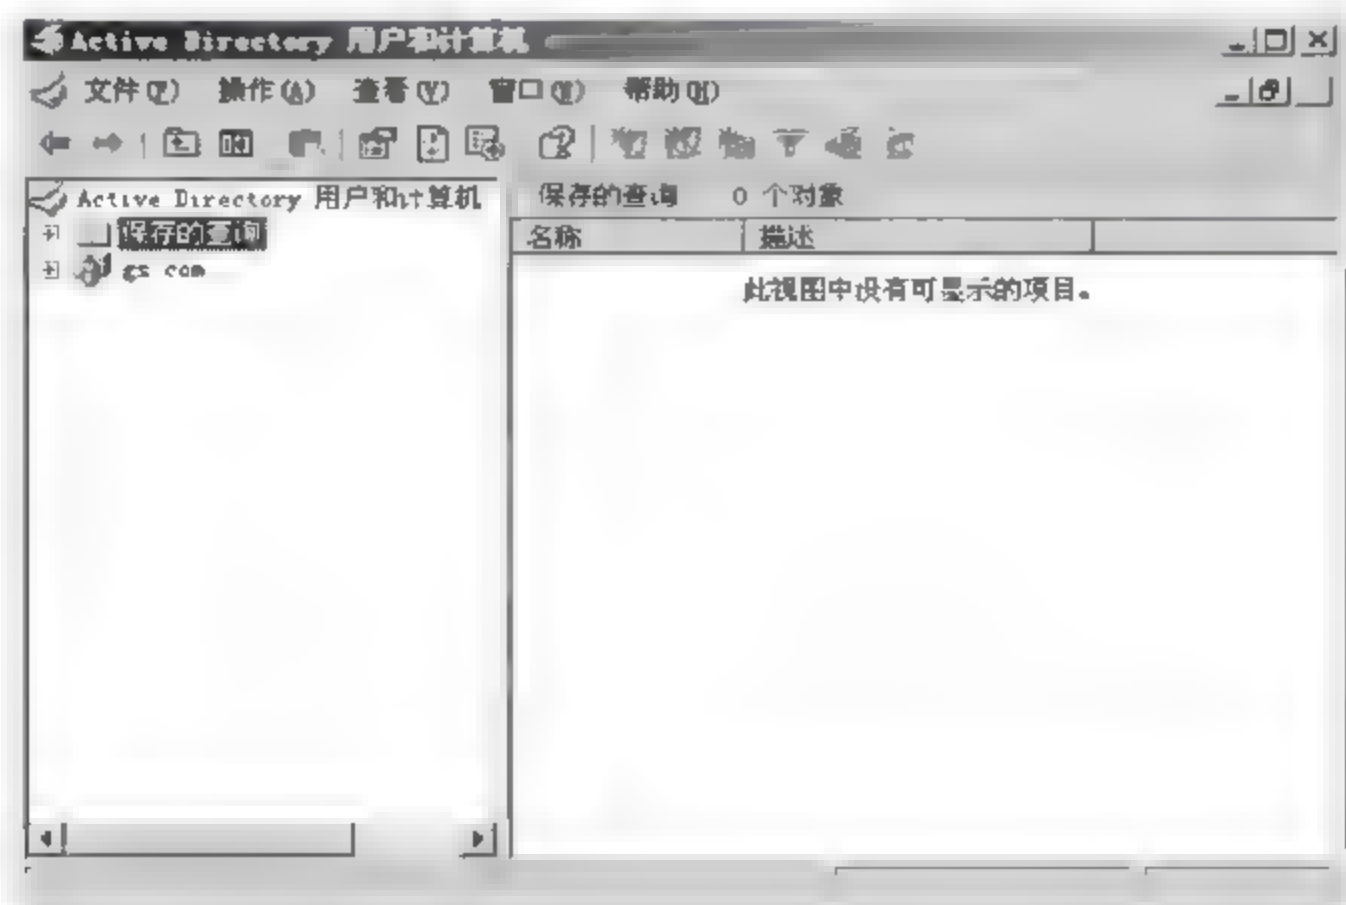 Active Directory 用户和计算机
文件(F) 操作(A) 查看(V) 窗口(W) 帮助(H)
Active Directory 用户和计算机
保存的查询 0 个对象
保存的查询
名称 描述
gs com
此视图中没有可显示的项目。